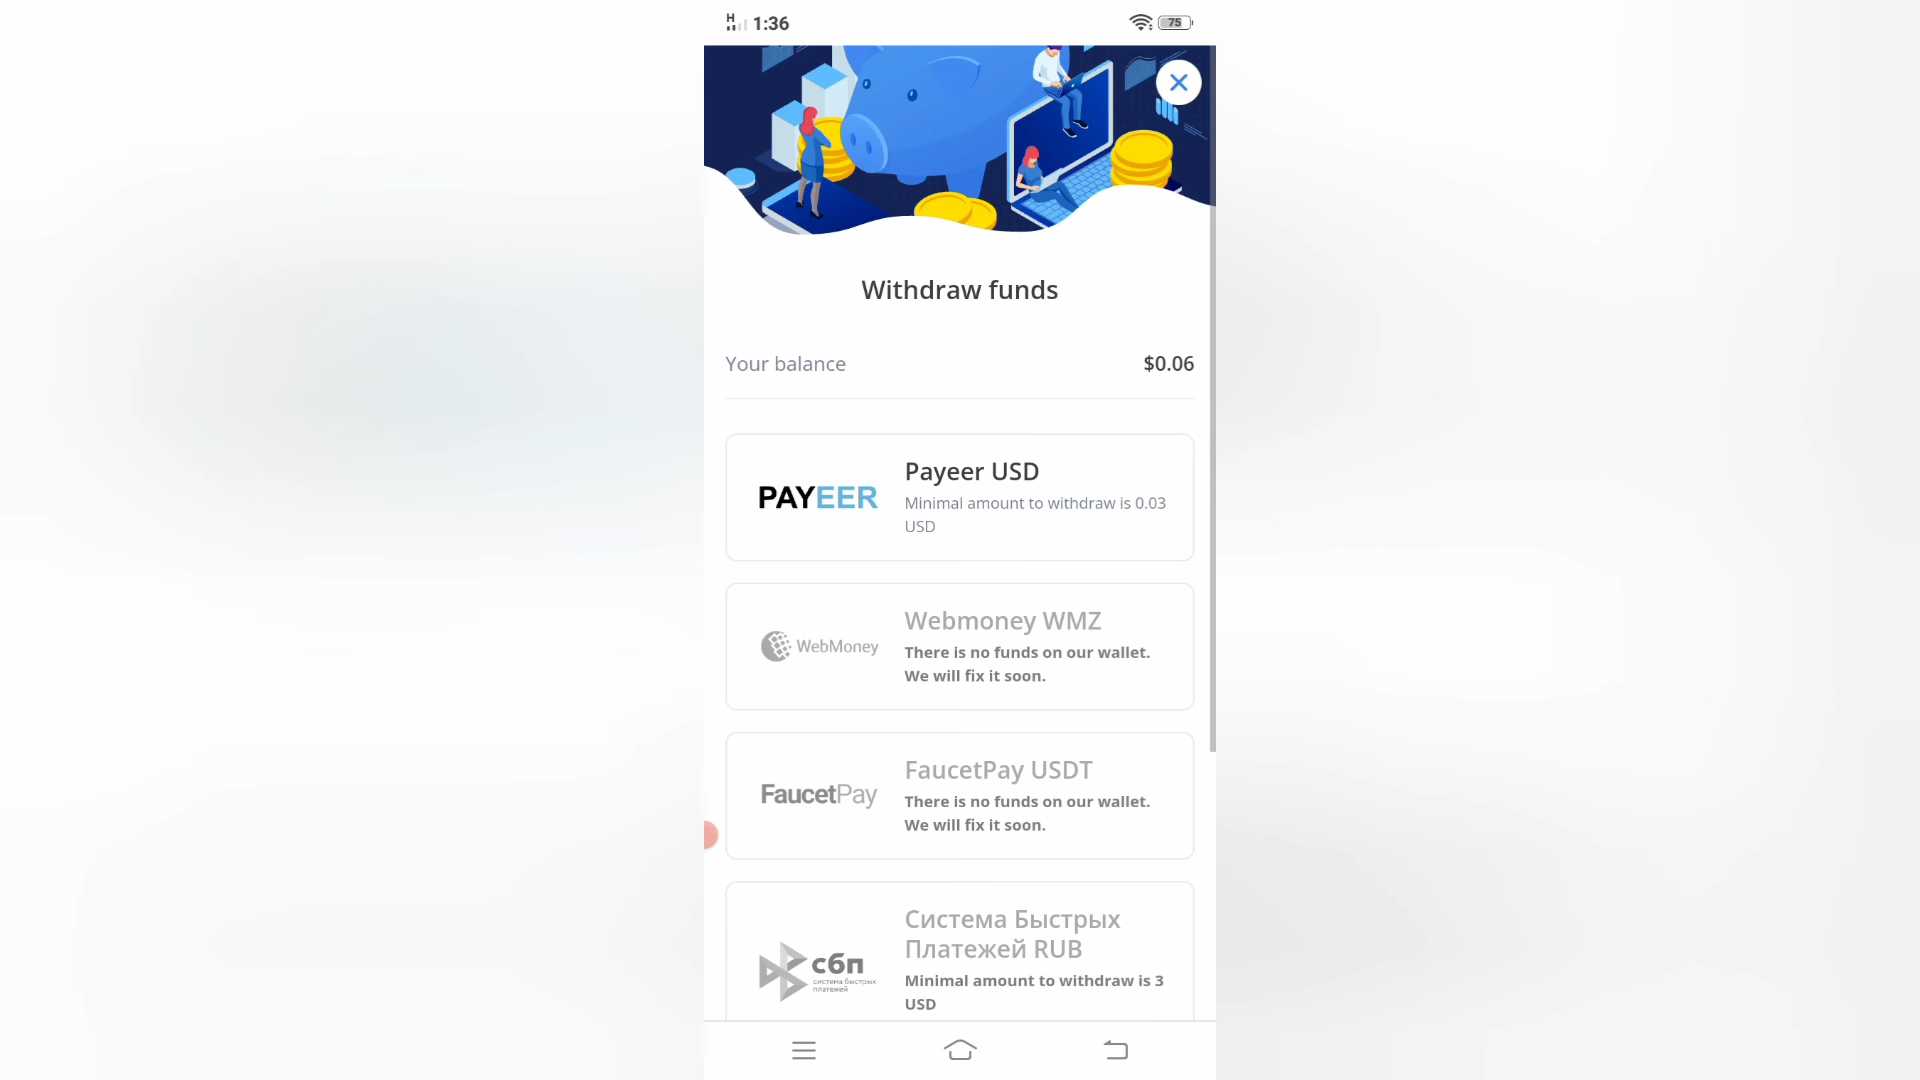 H 1:36 75
Withdraw funds
Your balance $0.06
PAYEER
Payeer USD
Minimal amount to withdraw is 0.03
USD
WebMoney
Webmoney WMZ
There is no funds on our wallet.
We will fix it soon.
FaucetPay
FaucetPay USDT
There is no funds on our wallet.
We will fix it soon.
сбп
система быстрых
платежей
Система Быстрых
Платежей RUB
Minimal amount to withdraw is 3
USD